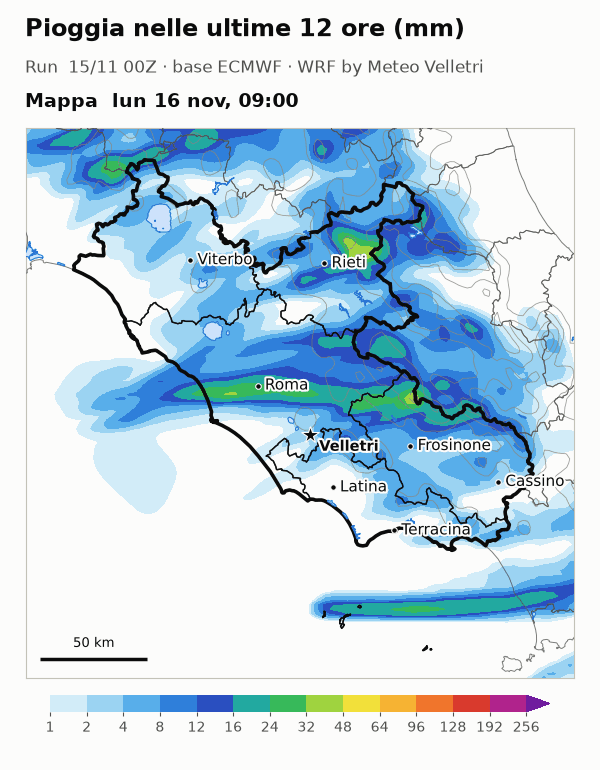 Pioggia nelle ultime 12 ore (mm)
Run  15/11 00Z · base ECMWF · WRF by Meteo Velletri
Mappa  lun 16 nov, 09:00
Viterbo
Rieti
Roma
Velletri
Frosinone
Cassino
Latina
Terracina
50 km
1 2 4 8 12 16 24 32 48 64 96 128 192 256